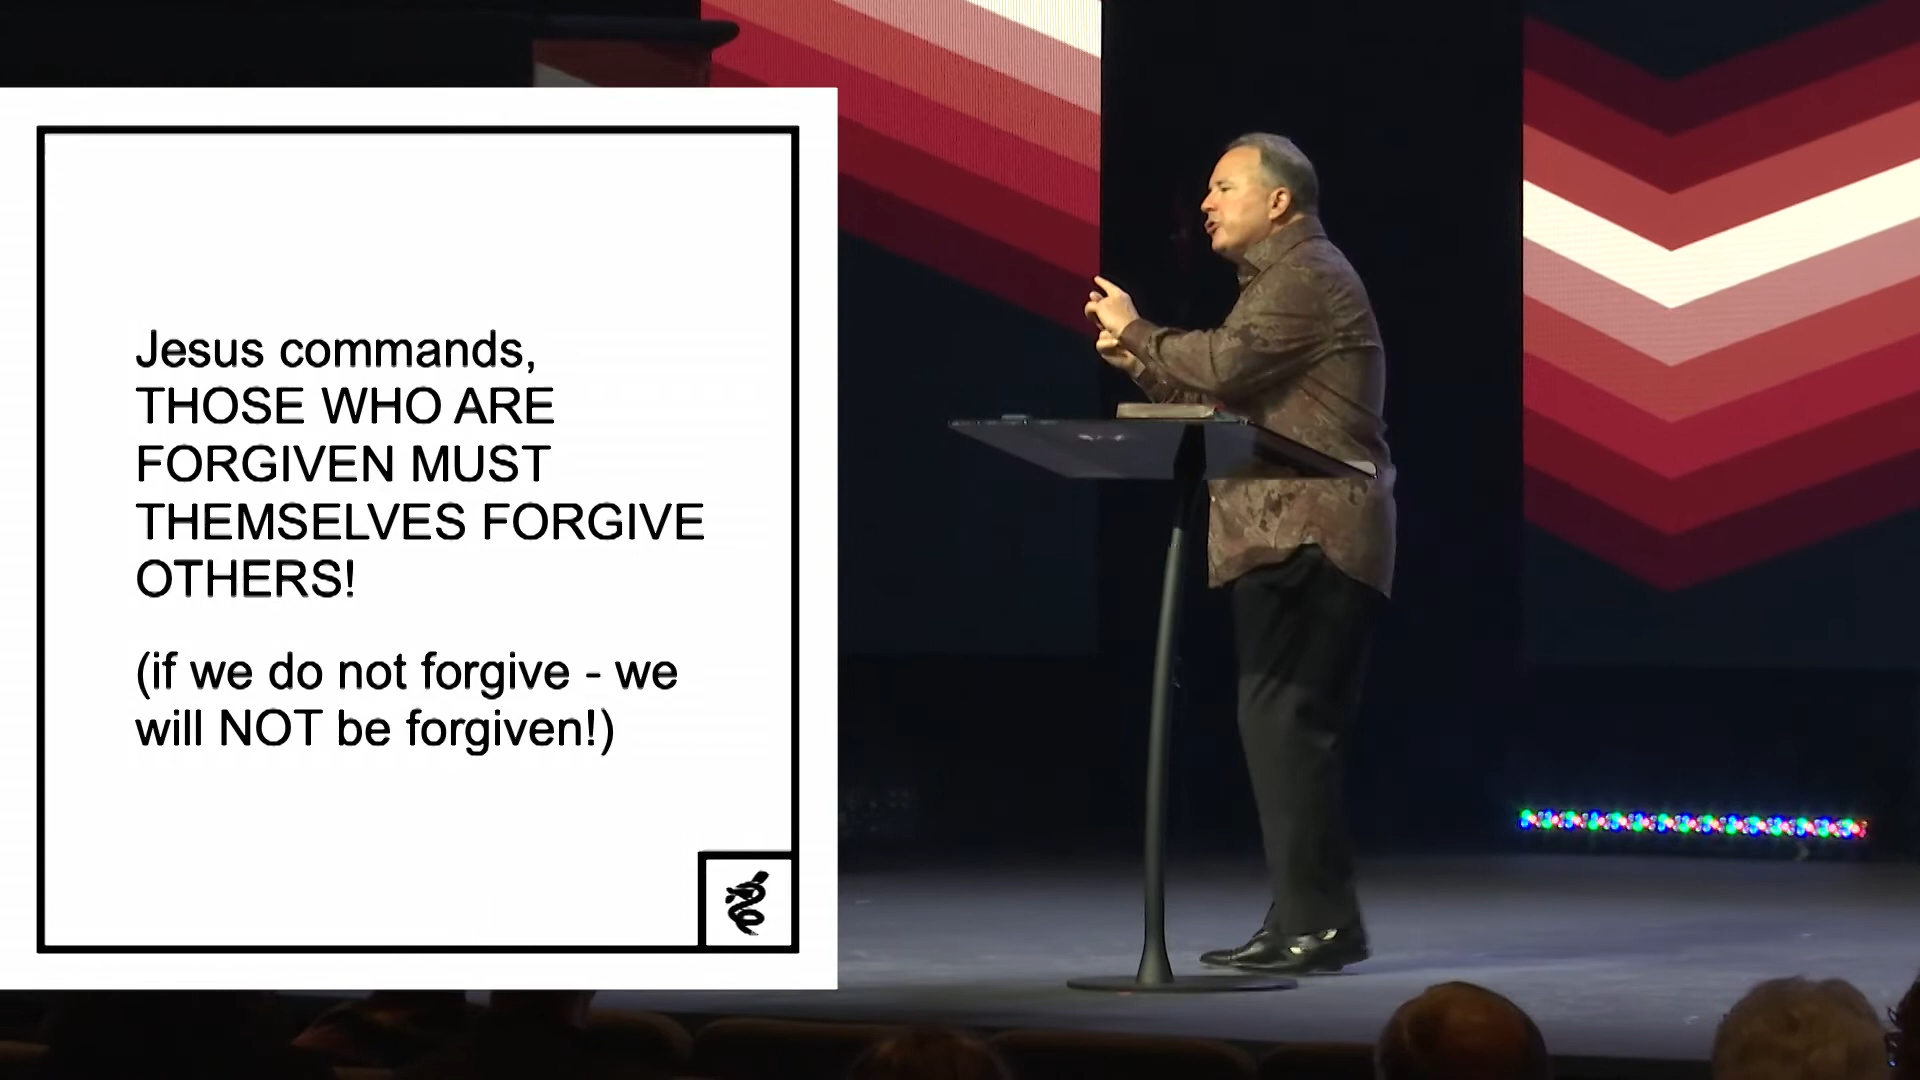 Jesus commands,
THOSE WHO ARE
FORGIVEN MUST
THEMSELVES FORGIVE
OTHERS!
(if we do not forgive - we
will NOT be forgiven!)